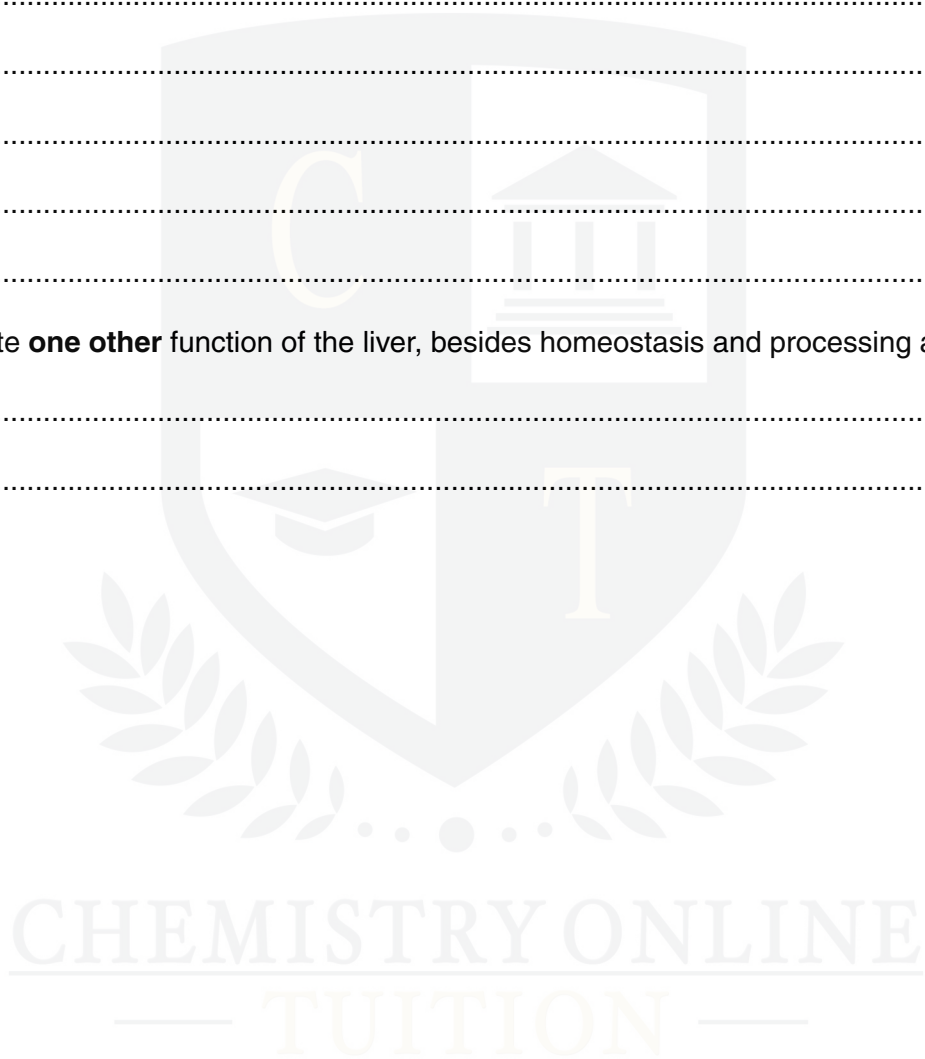 C
te one other function of the liver, besides homeostasis and processing a
T
CHEMISTRY ONLINE
TUITION